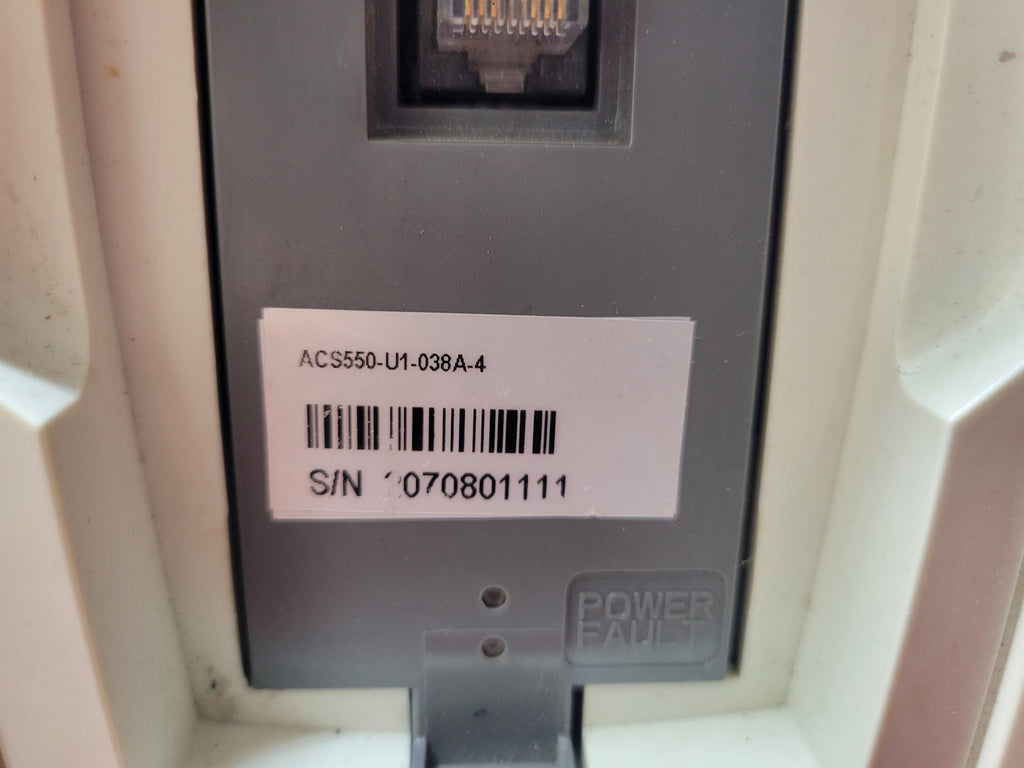 ACS550-U1-038A-4
S/N 2070801111
POWER
FAULT